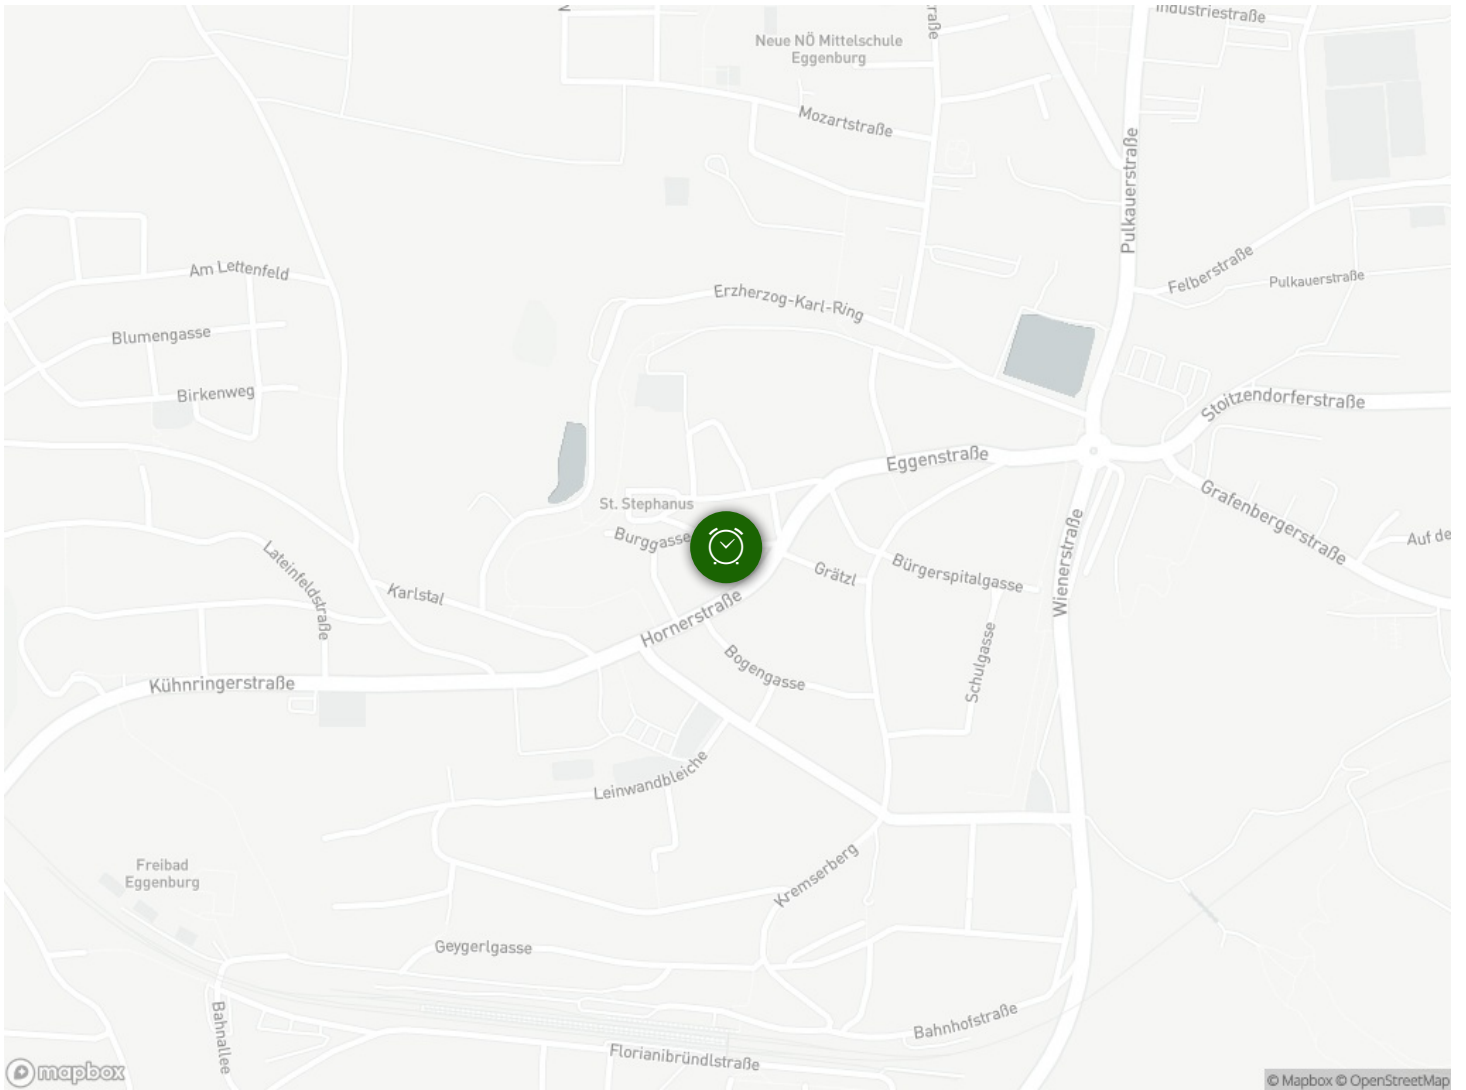 Industriestraße
Neue NÖ Mittelschule
Eggenburg
Mozartstraße
Pulkauerstraße
Felberstraße
Pulkauerstraße
Am Lettenfeld
Erzherzog-Karl-Ring
Blumengasse
Birkenweg
Stoitzendorferstraße
Eggenstraße
St. Stephanus
Grafenbergerstraße
Burggasse
Auf de
Lateinfeldstraße
Grätzl
Bürgerspitalgasse
Wienerstraße
Karlstal
Hornerstraße
Schulgasse
Bogengasse
Kühnringerstraße
Leinwandbleiche
Freibad
Eggenburg
Kremserberg
Geygerlgasse
Bahnallee
Bahnhofstraße
Florianibründlstraße
mapbox
© Mapbox © OpenStreetMap